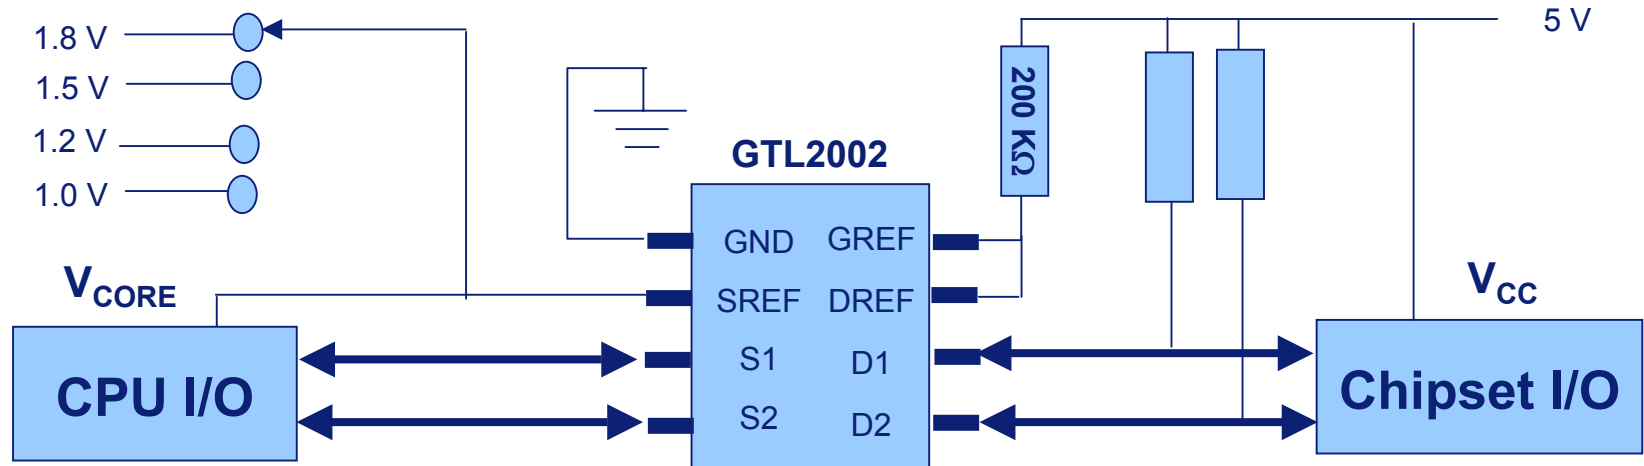 1.8 V
1.5 V
1.2 V
1.0 V
5 V
200 KΩ
GTL2002
GND GREF
SREF DREF
S1 D1
S2 D2
VCORE
CPU I/O
VCC
Chipset I/O